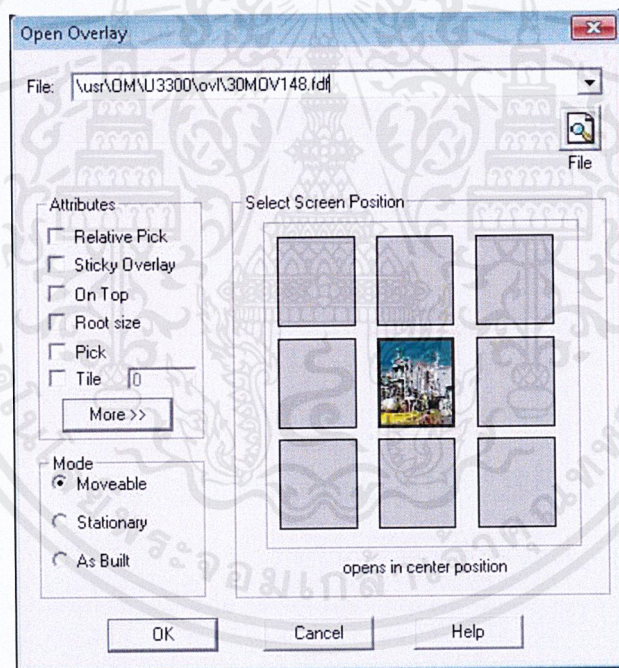 Open Overlay
File: \usr\OM\U3300\ovl\30MOV148.fdf
File
Attributes
Relative Pick
Sticky Overlay
On Top
Root size
Pick
Tile 0
More >>
Select Screen Position
opens in center position
Mode
Moveable
Stationary
As Built
OK Cancel Help